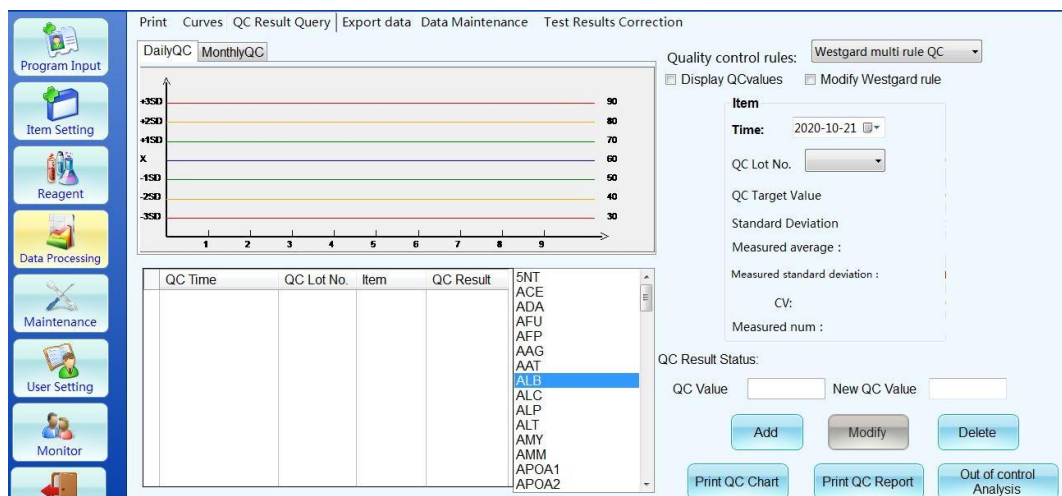 Print Curves QC Result Query Export data Data Maintenance Test Results Correction
Program Input
Item Setting
Reagent
Data Processing
Maintenance
User Setting
Monitor
DailyQC MonthlyQC
+3SD 90
+2SD 80
+1SD 70
X 60
-1SD 50
-2SD 40
-3SD 30
1 2 3 4 5 6 7 8 9
QC Time QC Lot No. Item QC Result
5NT
ACE
ADA
AFU
AFP
AAG
AAT
ALB
ALC
ALP
ALT
AMY
AMM
APOA1
APOA2
Quality control rules: Westgard multi rule QC
Display QCvalues Modify Westgard rule
Item
Time: 2020-10-21
QC Lot No.
QC Target Value
Standard Deviation
Measured average :
Measured standard deviation :
CV:
Measured num :
QC Result Status:
QC Value New QC Value
Add Modify Delete
Print QC Chart Print QC Report Out of control
Analysis